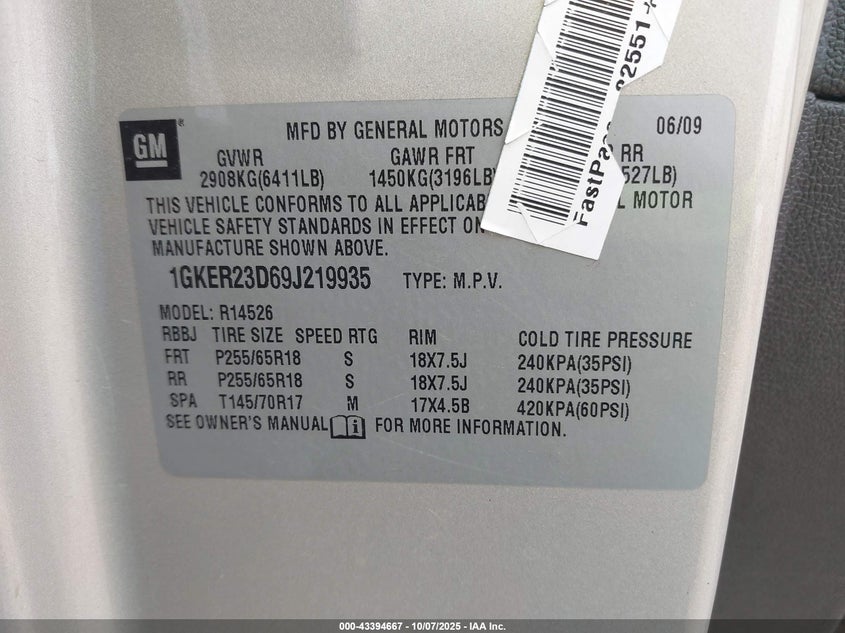 GM
MFD BY GENERAL MOTORS 06/09
GVWR GAWR FRT RR
2908KG(6411LB) 1450KG(3196LB) 527LB)
THIS VEHICLE CONFORMS TO ALL MOTOR
VEHICLE SAFETY STANDARDS IN EFFECT ON
MANUFACTURE SHOWN ABOVE.
1GKER23D69J219935 TYPE: M.P.V.
MODEL: R14526
RBBJ TIRE SIZE SPEED RTG RIM COLD TIRE PRESSURE
FRT P255/65R18 S 18X7.5J 240KPA(35PSI)
RR P255/65R18 S 18X7.5J 240KPA(35PSI)
SPA T145/70R17 M 17X4.5B 420KPA(60PSI)
SEE OWNER'S MANUAL i FOR MORE INFORMATION.
000-43394667 - 10/07/2025 - IAA Inc.